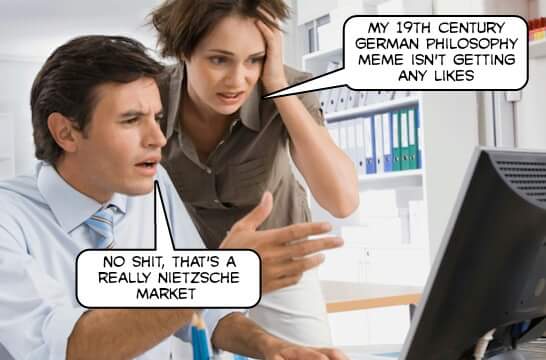 MY 19TH CENTURY
GERMAN PHILOSOPHY
MEME ISN'T GETTING
ANY LIKES
NO SHIT, THAT'S A
REALLY NIETZSCHE
MARKET